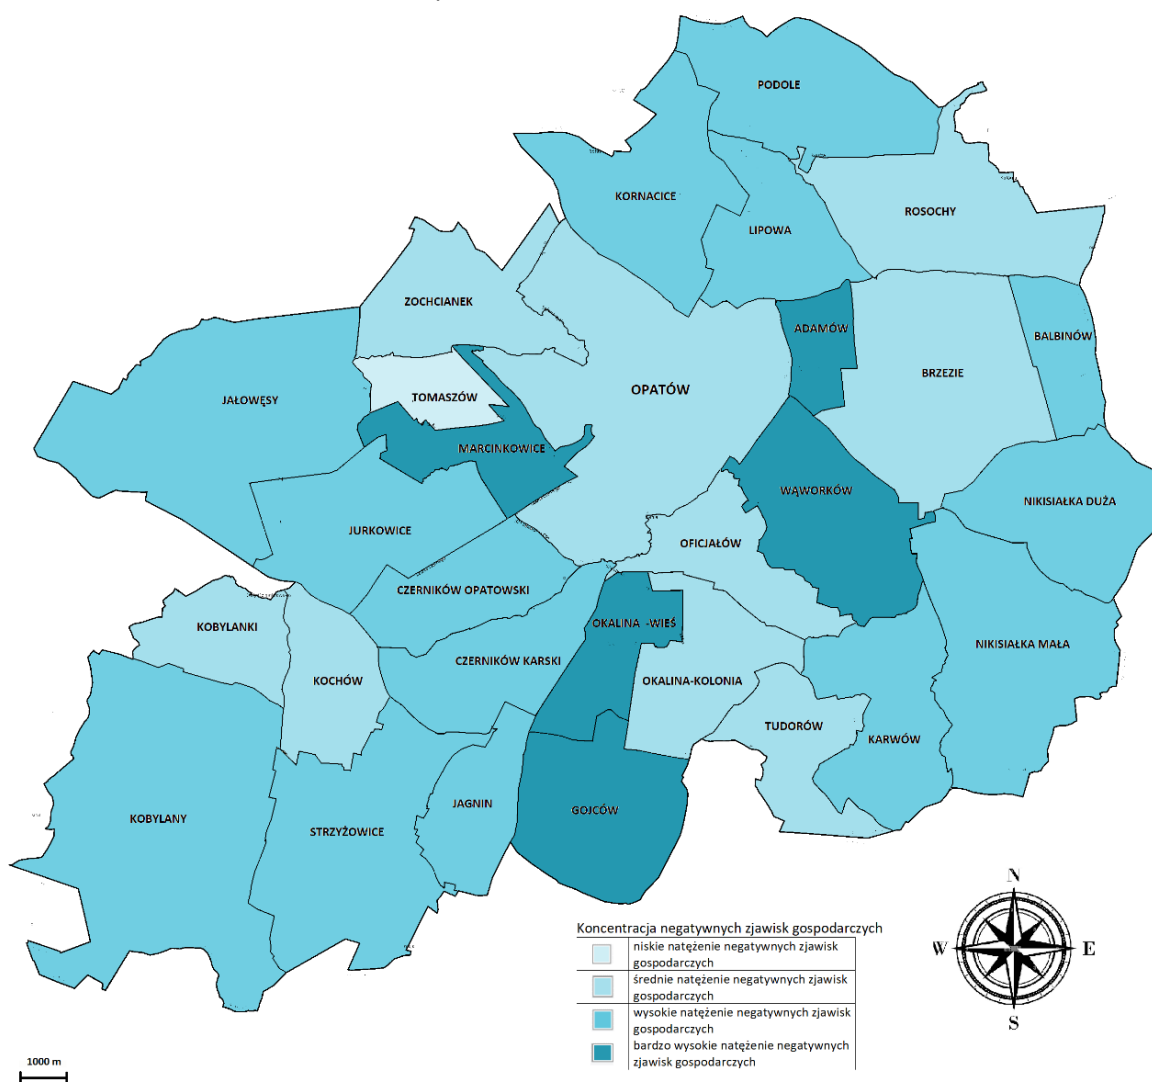 PODOLE
KORNACICE
ROSOCHY
LIPOWA
ZOCHCIANEK
ADAMÓW
BALBINÓW
BRZEZIE
OPATÓW
TOMASZÓW
JAŁOWĘSY
MARCINKOWICE
WĄWORKÓW
NIKISIAŁKA DUŻA
JURKOWICE
OFICJAŁÓW
CZERNIKÓW OPATOWSKI
OKALINA -WIEŚ
KOBYLANKI
NIKISIAŁKA MAŁA
CZERNIKÓW KARSKI
KOCHÓW
OKALINA-KOLONIA
TUDORÓW
KARWÓW
JAGNIN
GOJCÓW
KOBYLANY
STRZYŻOWICE
N
W
E
S
Koncentracja negatywnych zjawisk gospodarczych
niskie natężenie negatywnych zjawisk
gospodarczych
średnie natężenie negatywnych zjawisk
gospodarczych
wysokie natężenie negatywnych zjawisk
gospodarczych
bardzo wysokie natężenie negatywnych
zjawisk gospodarczych
1000 m